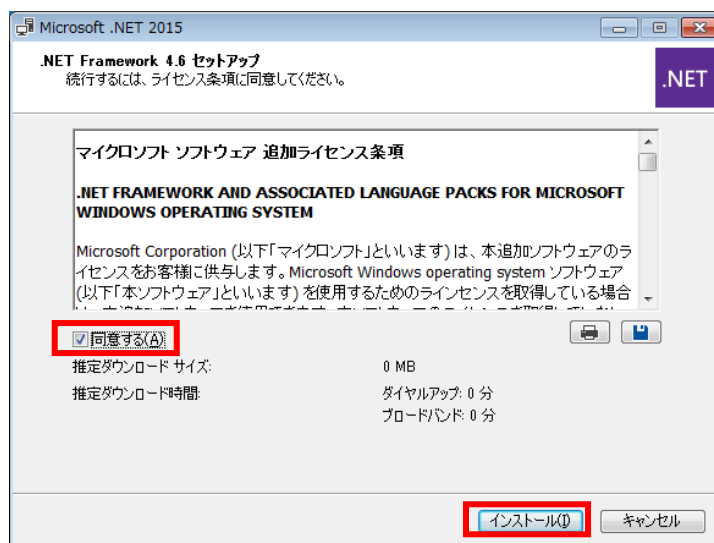 Microsoft .NET 2015
.NET Framework 4.6 セットアップ
続行するには、ライセンス条項に同意してください。
.NET
マイクロソフト ソフトウェア 追加ライセンス条項
.NET FRAMEWORK AND ASSOCIATED LANGUAGE PACKS FOR MICROSOFT
WINDOWS OPERATING SYSTEM
Microsoft Corporation (以下「マイクロソフト」といいます) は、本追加ソフトウェアのラ
イセンスをお客様に供与します。Microsoft Windows operating system ソフトウェア
(以下「本ソフトウェア」といいます) を使用するためのラインセンスを取得している場合
同意する(A)
推定ダウンロード サイズ: 0 MB
推定ダウンロード時間: ダイヤルアップ: 0 分
ブロードバンド: 0 分
インストール(I) キャンセル